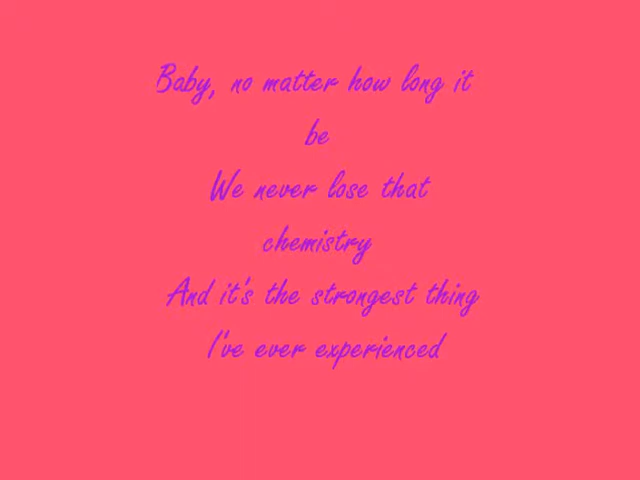 Baby, no matter how long it
be
We never lose that
chemistry
And it's the strongest thing
I've ever experienced